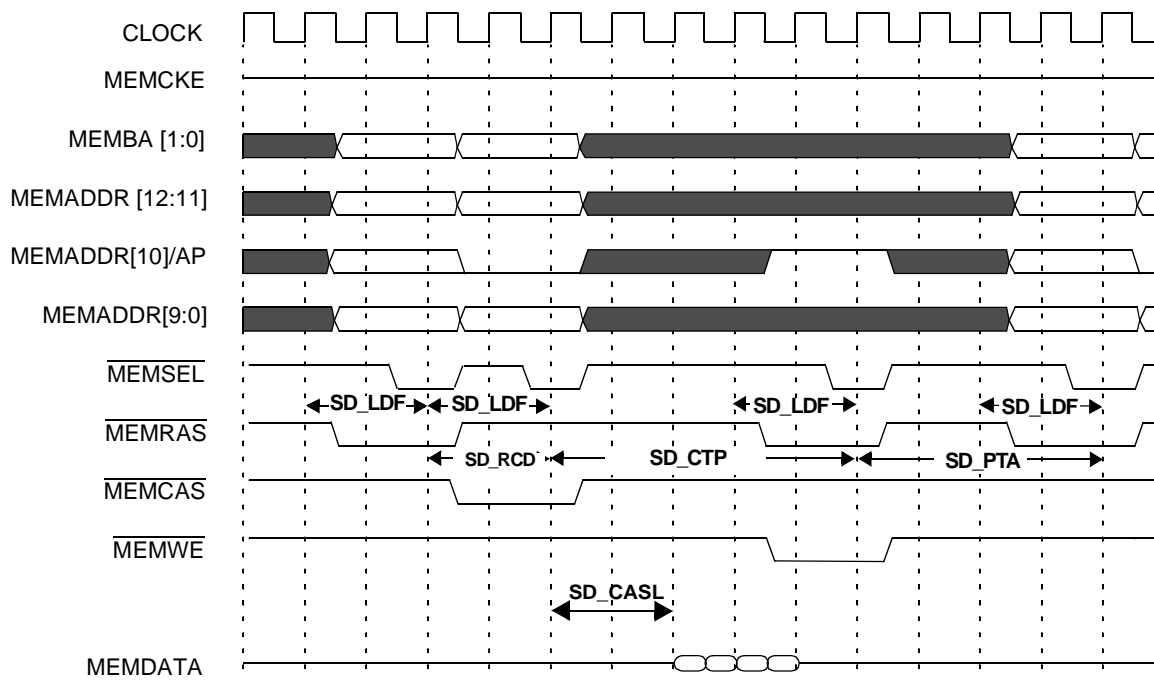 CLOCK
MEMCKE
MEMBA [1:0]
MEMADDR [12:11]
MEMADDR[10]/AP
MEMADDR[9:0]
MEMSEL
SD_LDF SD_LDF SD_LDF SD_LDF
MEMRAS
SD_RCD SD_CTP SD_PTA
MEMCAS
MEMWE
SD_CASL
MEMDATA